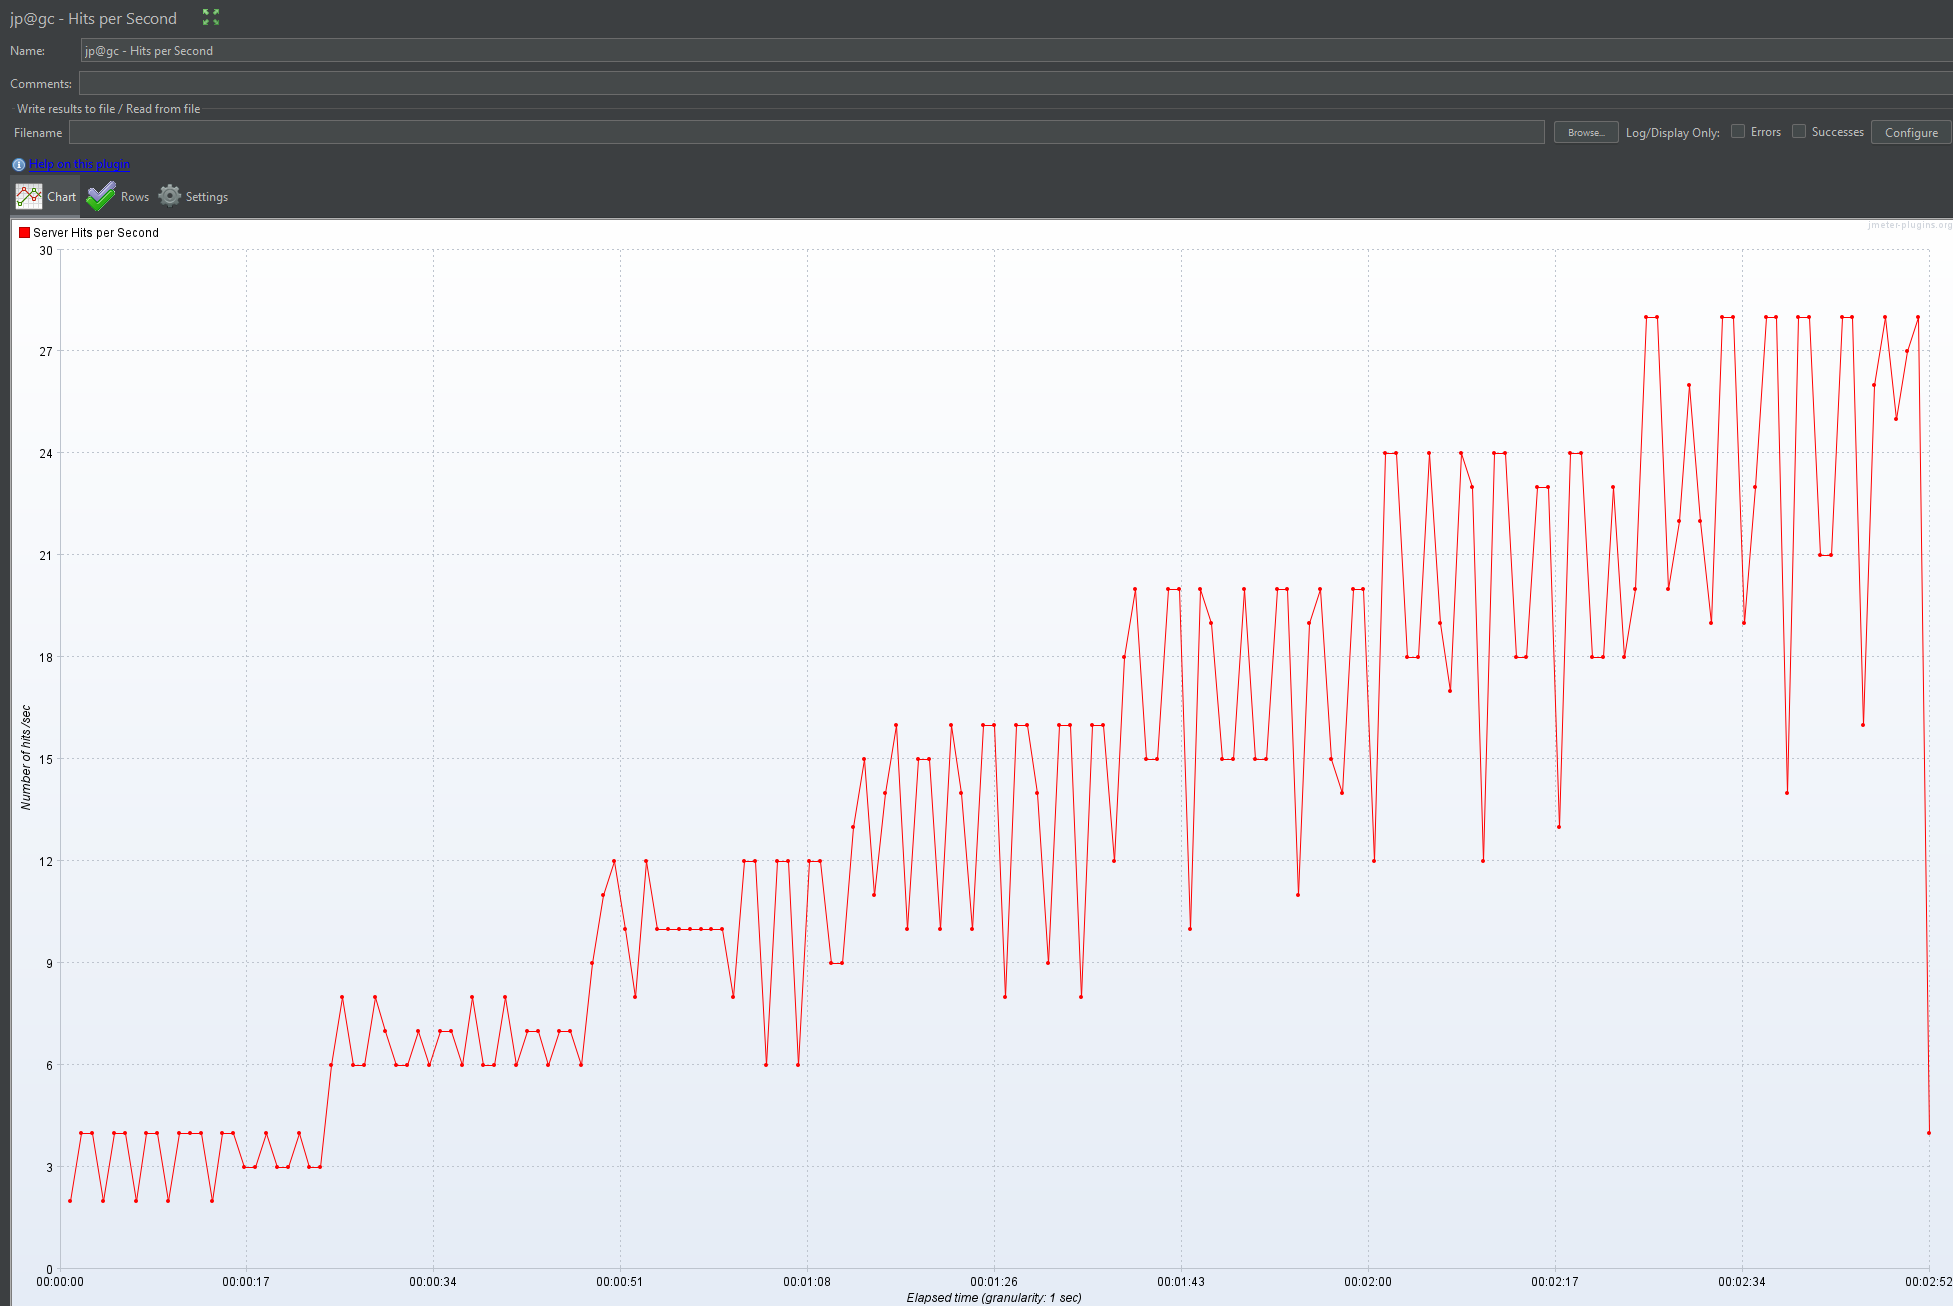 jp@gc - Hits per Second
Name: jp@gc - Hits per Second
Comments:
Write results to file / Read from file
Filename Browse... Log/Display Only: Errors Successes Configure
Help on this plugin
Chart Rows Settings
jmeter-plugins.org
Server Hits per Second
30
27
24
21
18
15
12
9
6
3
0
Number of hits /sec
00:00:00 00:00:17 00:00:34 00:00:51 00:01:08 00:01:26 00:01:43 00:02:00 00:02:17 00:02:34 00:02:52
Elapsed time (granularity: 1 sec)